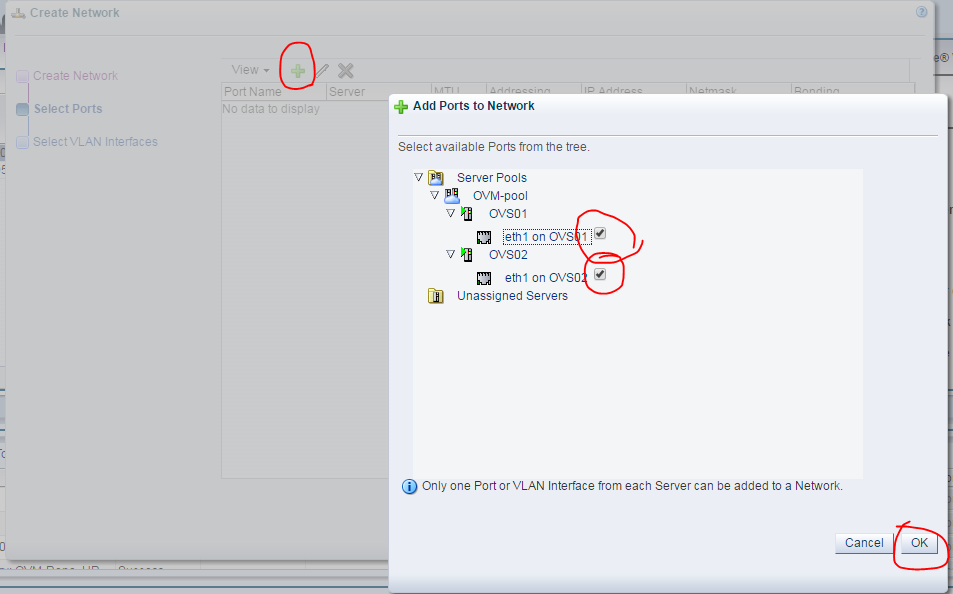 Create Network
Create Network
Select Ports
Select VLAN Interfaces
View
Port Name Server MTU Addressing IP Address Netmask Bonding
No data to display
Add Ports to Network
Select available Ports from the tree.
Server Pools
OVM-pool
OVS01
eth1 on OVS01
OVS02
eth1 on OVS02
Unassigned Servers
Only one Port or VLAN Interface from each Server can be added to a Network.
Cancel OK